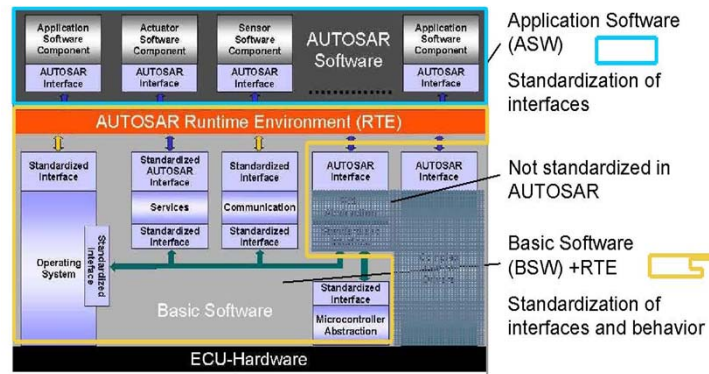 Application
Software
Component
AUTOSAR
Interface
Actuator
Software
Component
AUTOSAR
Interface
Sensor
Software
Component
AUTOSAR
Interface
AUTOSAR
Software
..............
Application
Software
Component
AUTOSAR
Interface
Application Software
(ASW)
Standardization of
interfaces
AUTOSAR Runtime Environment (RTE)
Standardized
Interface
Operating
System
Standardized
Interface
Standardized
AUTOSAR
Interface
Services
Standardized
Interface
Standardized
Interface
Communication
Standardized
Interface
AUTOSAR
Interface
AUTOSAR
Interface
Not standardized in
AUTOSAR
Basic Software
Standardized
Interface
Microcontroller
Abstraction
Basic Software
(BSW) +RTE
Standardization of
interfaces and behavior
ECU-Hardware